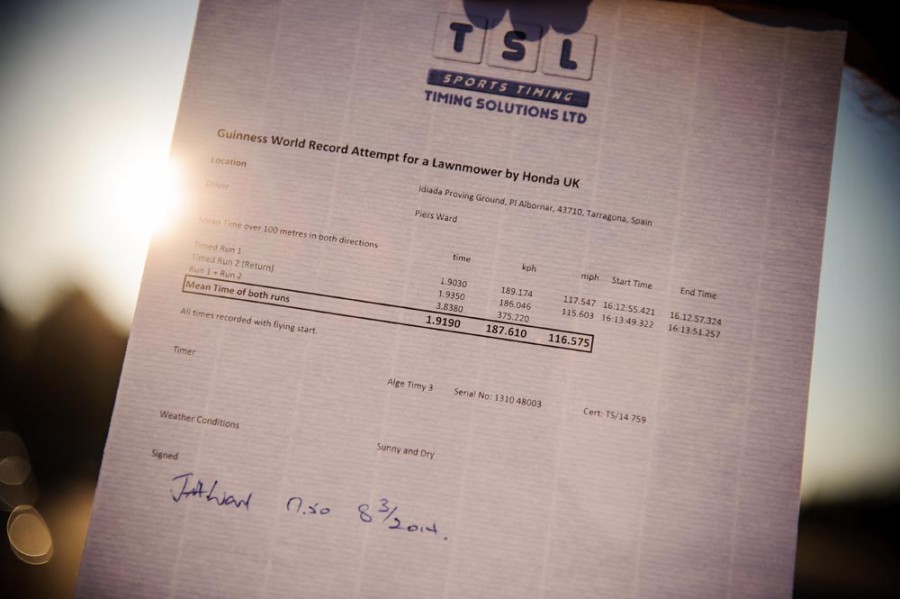 TSL
SPORTS TIMING
TIMING SOLUTIONS LTD
Guinness World Record Attempt for a Lawnmower by Honda UK
Location Idiada Proving Ground, PI Albornar, 43710, Tarragona, Spain
Driver Piers Ward
Mean Time over 100 metres in both directions
time kph mph Start Time End Time
Timed Run 1 1.9030 189.174 117.547 16:12:55.421 16.12.57.324
Timed Run 2 (Return) 1.9350 186.046 115.603 16:13:49.322 16:13:51.257
Run 1 + Run 2 3.8380 375.220
Mean Time of both runs 1.9190 187.610 116.575
All times recorded with flying start.
Timer Alge Timy 3 Serial No: 1310 48003 Cert: TS/14 759
Weather Conditions Sunny and Dry
Signed
8 3/2014.